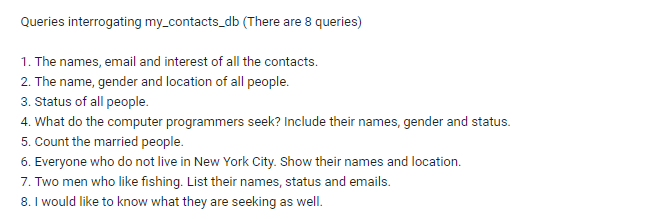 Queries interrogating my_contacts_db (There are 8 queries)
1. The names, email and interest of all the contacts.
2. The name, gender and location of all people.
3. Status of all people.
4. What do the computer programmers seek? Include their names, gender and status.
5. Count the married people.
6. Everyone who do not live in New York City. Show their names and location.
7. Two men who like fishing. List their names, status and emails.
8. I would like to know what they are seeking as well.